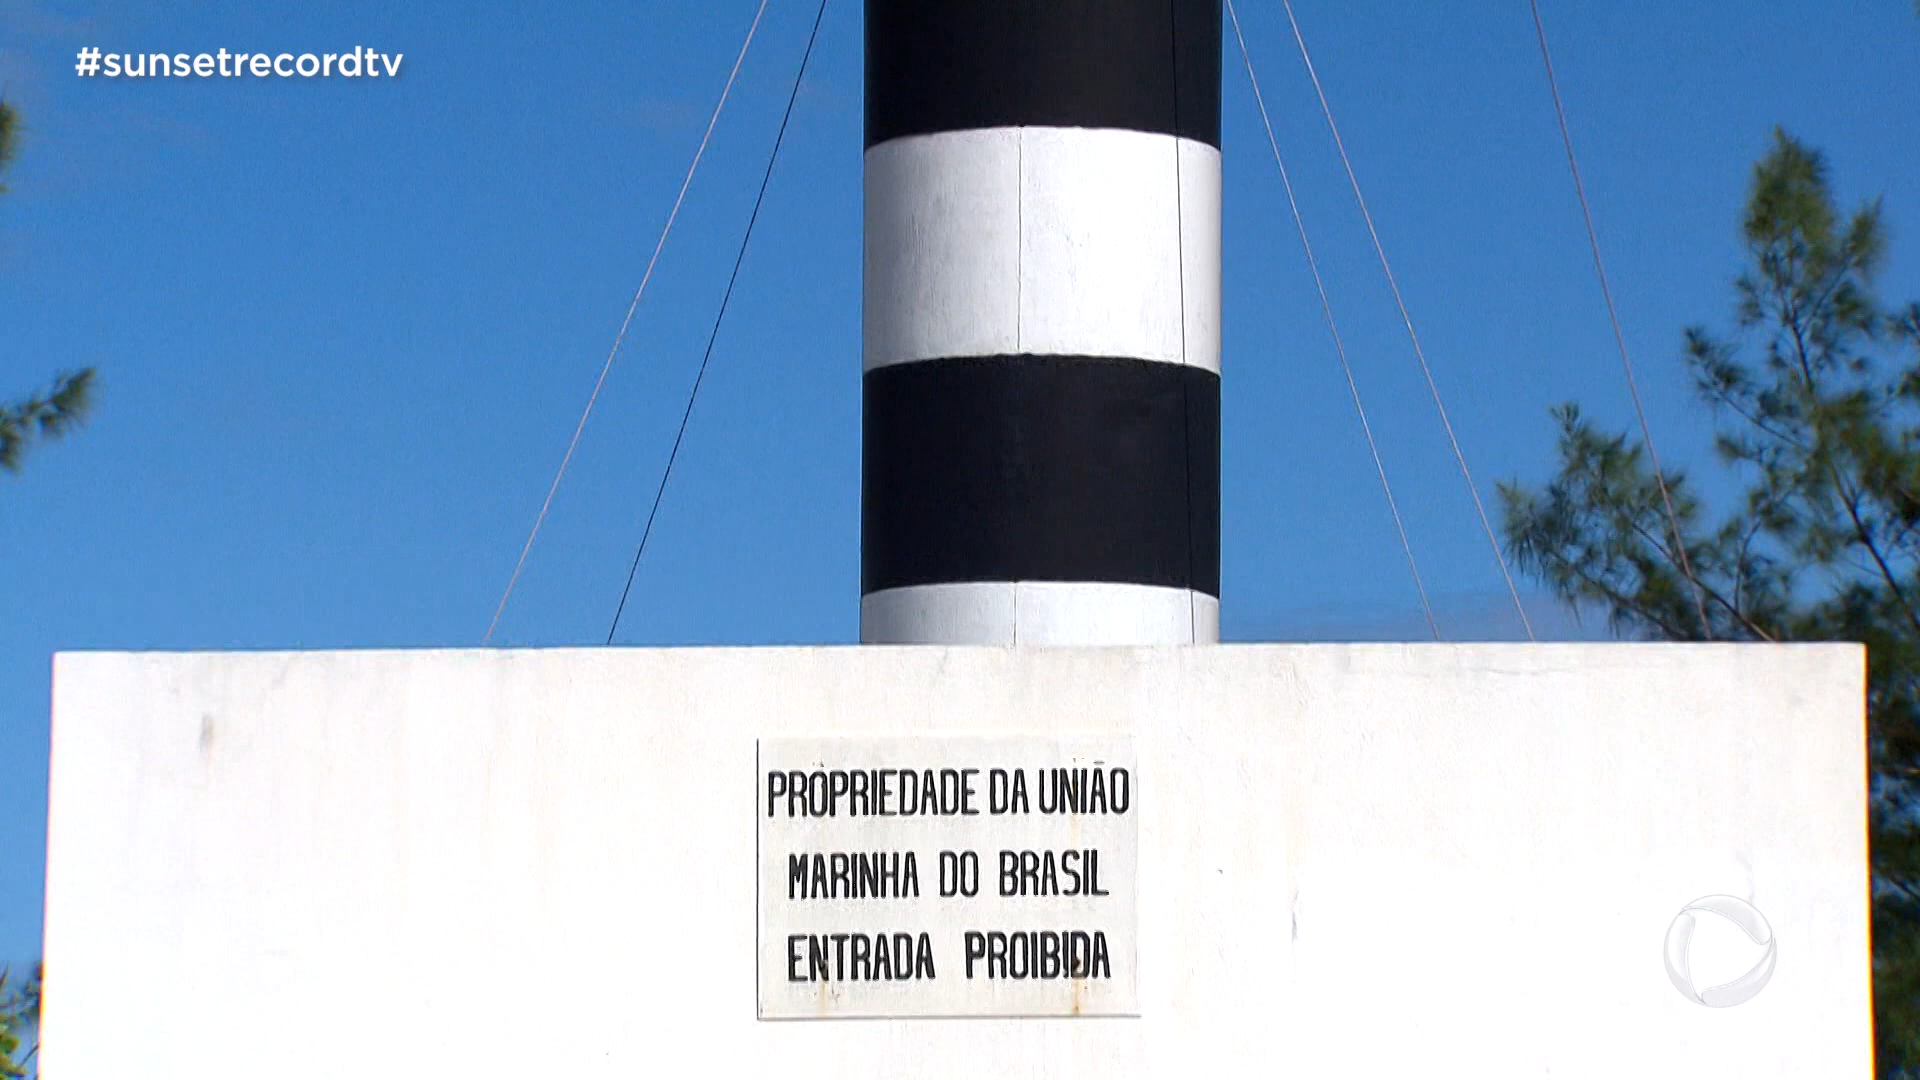 #sunsetrecordtv
PROPRIEDADE DA UNIÃO
MARINHA DO BRASIL
ENTRADA PROIBIDA